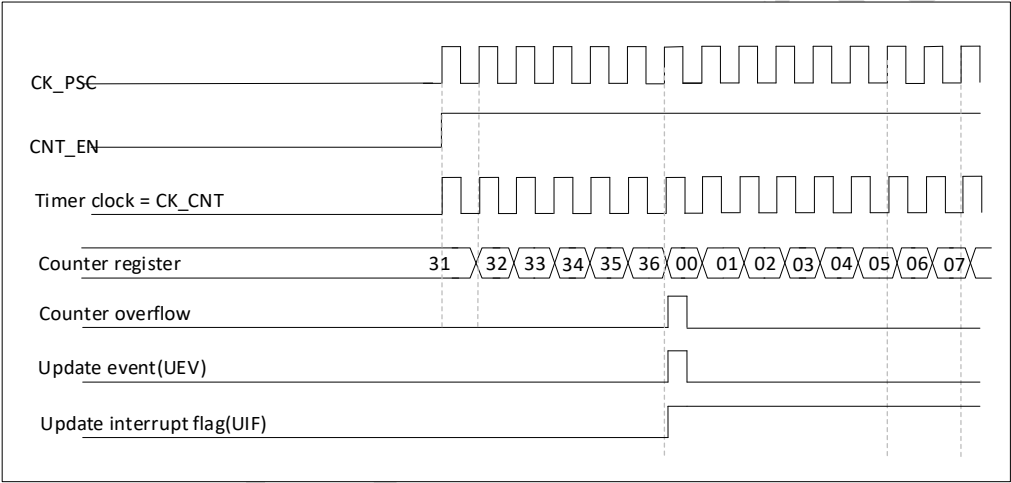 CK_PSC
CNT_EN
Timer clock = CK_CNT
Counter register 31 32 33 34 35 36 00 01 02 03 04 05 06 07
Counter overflow
Update event(UEV)
Update interrupt flag(UIF)